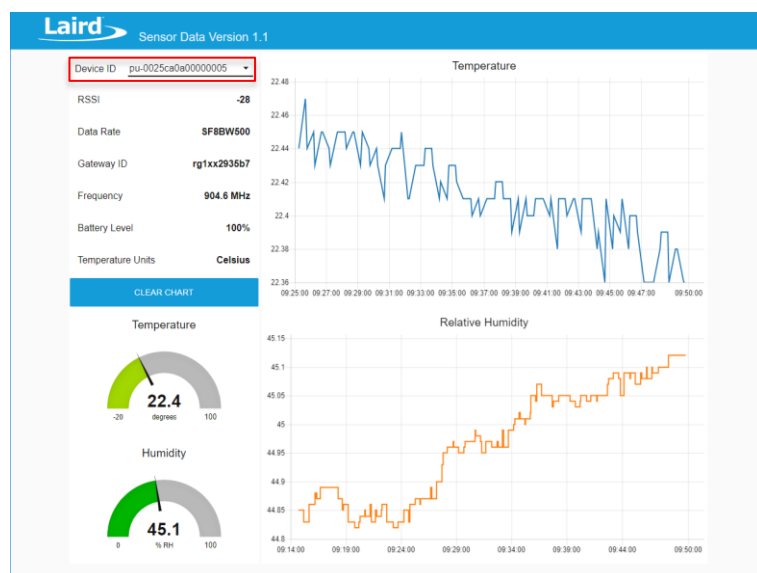 Laird
Sensor Data Version 1.1
Device ID pu-0025ca0a00000005
RSSI -28
Data Rate SF8BW500
Gateway ID rg1xx2935b7
Frequency 904.6 MHz
Battery Level 100%
Temperature Units Celsius
CLEAR CHART
Temperature
22.4
-20 degrees 100
Humidity
45.1
0 % RH 100
Temperature
22.48
22.46
22.44
22.42
22.4
22.38
22.36
09:25:00 09:27:00 09:29:00 09:31:00 09:33:00 09:35:00 09:37:00 09:39:00 09:41:00 09:43:00 09:45:00 09:47:00 09:50:00
Relative Humidity
45.15
45.1
45.05
45
44.95
44.9
44.85
44.8
09:14:00 09:19:00 09:24:00 09:29:00 09:34:00 09:39:00 09:44:00 09:50:00